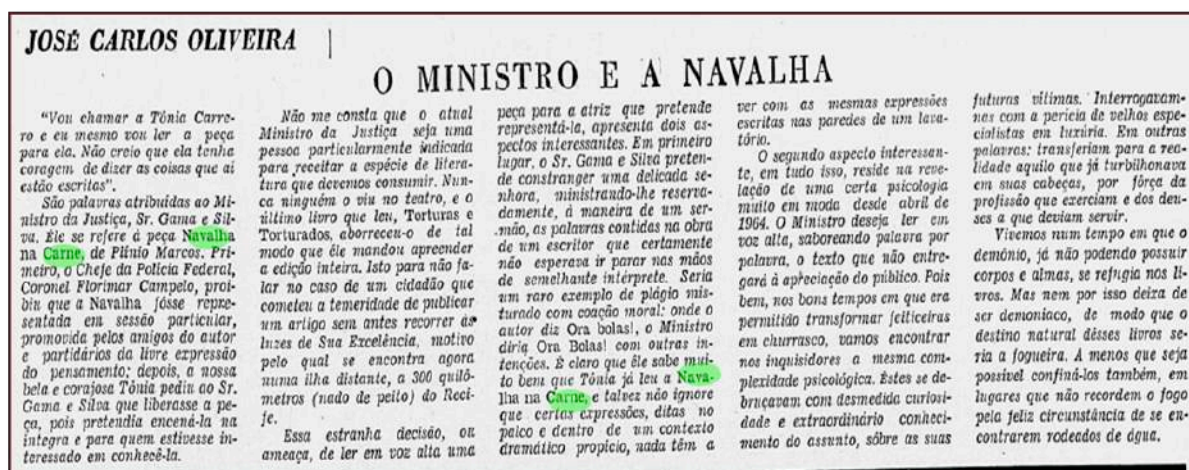 JOSÉ CARLOS OLIVEIRA
O MINISTRO E A NAVALHA
"Vou chamar a Tônia Carre-
ro e eu mesmo vou ler a peça
para ela. Não creio que ela tenha
coragem de dizer as coisas que aí
estão escritas".
São palavras atribuídas ao Mi-
nistro da Justiça, Sr. Gama e Sil-
va. Êle se refere à peça Navalha
na Carne, de Plínio Marcos. Pri-
meiro, o Chefe da Polícia Federal,
Coronel Florimar Campelo, proi-
biu que a Navalha fôsse repre-
sentada em sessão particular,
promovida pelos amigos do autor
e partidários da livre expressão
do pensamento; depois, a nossa
bela e corajosa Tônia pediu ao Sr.
Gama e Silva que liberasse a pe-
ça, pois pretendia encená-la na
íntegra e para quem estivesse in-
teressado em conhecê-la.
Não me consta que o atual
Ministro da Justiça seja uma
pessoa particularmente indicada
para receitar a espécie de litera-
tura que devemos consumir. Nun-
ca ninguém o viu no teatro, e o
último livro que leu, Torturas e
Torturados, aborreceu-o de tal
modo que êle mandou apreender
a edição inteira. Isto para não fa-
lar no caso de um cidadão que
cometeu a temeridade de publicar
um artigo sem antes recorrer às
luzes de Sua Excelência, motivo
pelo qual se encontra agora
numa ilha distante, a 300 quilô-
metros (nado de peito) do Reci-
fe.
Essa estranha decisão, ou
ameaça, de ler em voz alta uma
peça para a atriz que pretende
representá-la, apresenta dois as-
pectos interessantes. Em primeiro
lugar, o Sr. Gama e Silva preten-
de constranger uma delicada se-
nhora, ministrando-lhe reserva-
damente, à maneira de um ser-
mão, as palavras contidas na obra
de um escritor que certamente
não esperava ir parar nas mãos
de semelhante intérprete. Seria
um raro exemplo de plágio mis-
turado com coação moral: onde o
autor diz Ora bolas!, o Ministro
diria Ora Bolas! com outras in-
tenções. É claro que êle sabe mui-
to bem que Tônia já leu a Nava-
lha na Carne, e talvez não ignore
que certas expressões, ditas no
palco e dentro de um contexto
dramático propício, nada têm a
ver com as mesmas expressões
escritas nas paredes de um lava-
tório.
O segundo aspecto interessan-
te, em tudo isso, reside na reve-
lação de uma certa psicologia
muito em moda desde abril de
1964. O Ministro deseja ler em
voz alta, saboreando palavra por
palavra, o texto que não entre-
gará à apreciação do público. Pois
bem, nos bons tempos em que era
permitido transformar feiticeiras
em churrasco, vamos encontrar
nos inquisidores a mesma com-
plexidade psicológica. Êstes se de-
bruçavam com desmedida curiosi-
dade e extraordinário conheci-
mento do assunto, sôbre as suas
futuras vítimas. Interrogavam-
nas com a perícia de velhos espe-
cialistas em luxúria. Em outras
palavras: transferiam para a rea-
lidade aquilo que já turbilhonava
em suas cabeças, por fôrça da
profissão que exerciam e dos deu-
ses a que deviam servir.
Vivemos num tempo em que o
demônio, já não podendo possuir
corpos e almas, se refugia nos li-
vros. Mas nem por isso deixa de
ser demoníaco, de modo que o
destino natural dêsses livros se-
ria a fogueira. A menos que seja
possível confiná-los também, em
lugares que não recordem o fogo
pela feliz circunstância de se en-
contrarem rodeados de água.